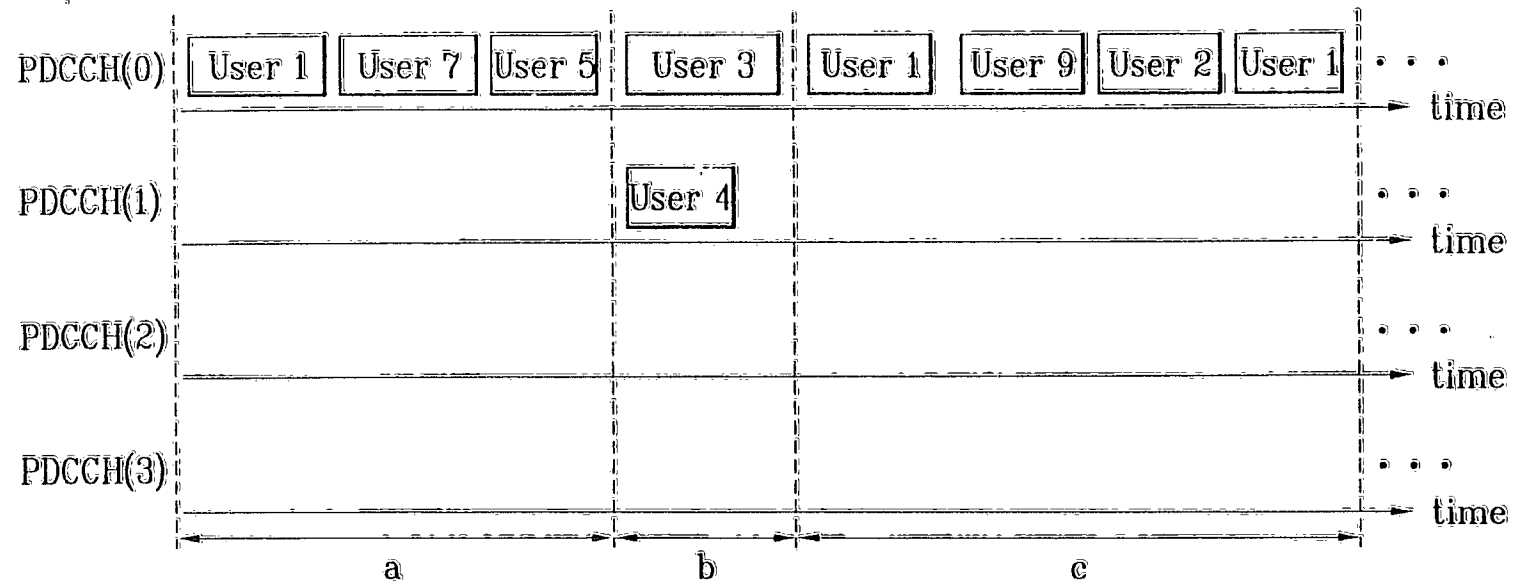 PDCCH(0) User 1 User 7 User 5 User 3 User 1 User 9 User 2 User 1 • • •
time
PDCCH(1) User 4 • • •
time
PDCCH(2) • • •
time
PDCCH(3) • • •
time
a b c